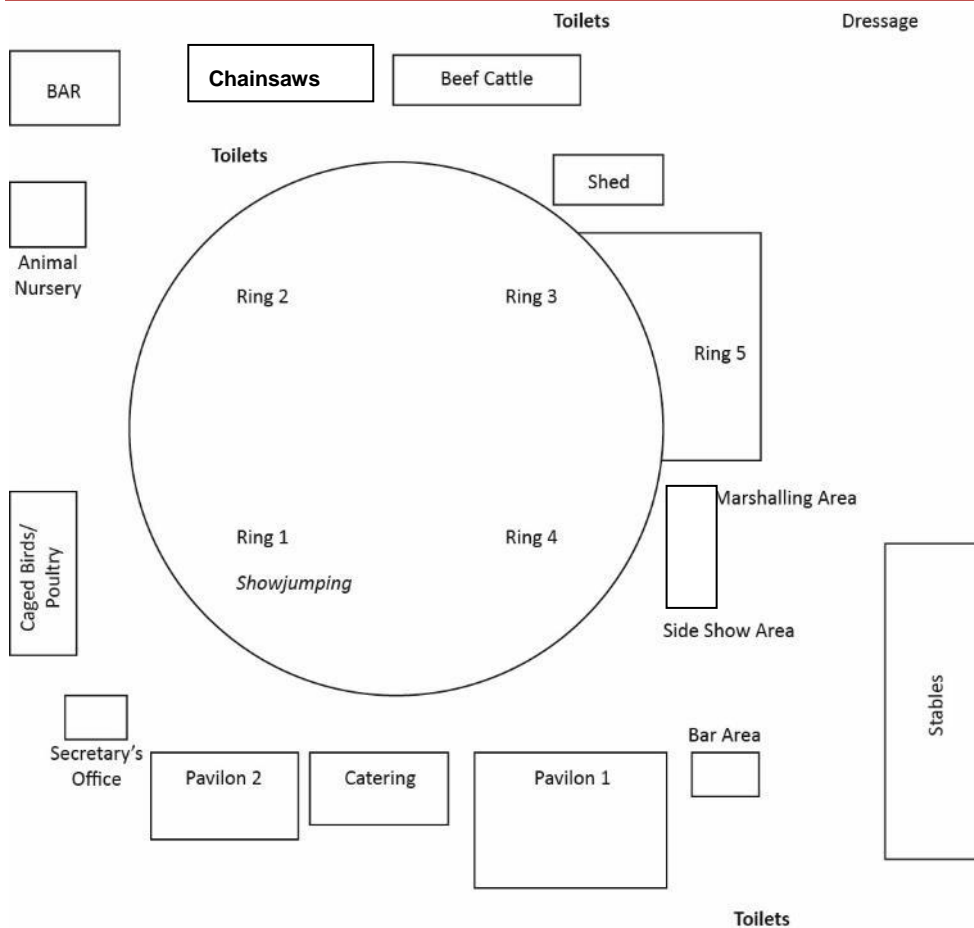 Toilets
Dressage
Chainsaws
Beef Cattle
BAR
Toilets
Shed
Animal
Nursery
Ring 2
Ring 3
Ring 5
Marshalling Area
Caged Birds/
Poultry
Ring 1
Ring 4
Showjumping
Side Show Area
Stables
Secretary's
Office
Bar Area
Pavilon 2
Catering
Pavilon 1
Toilets